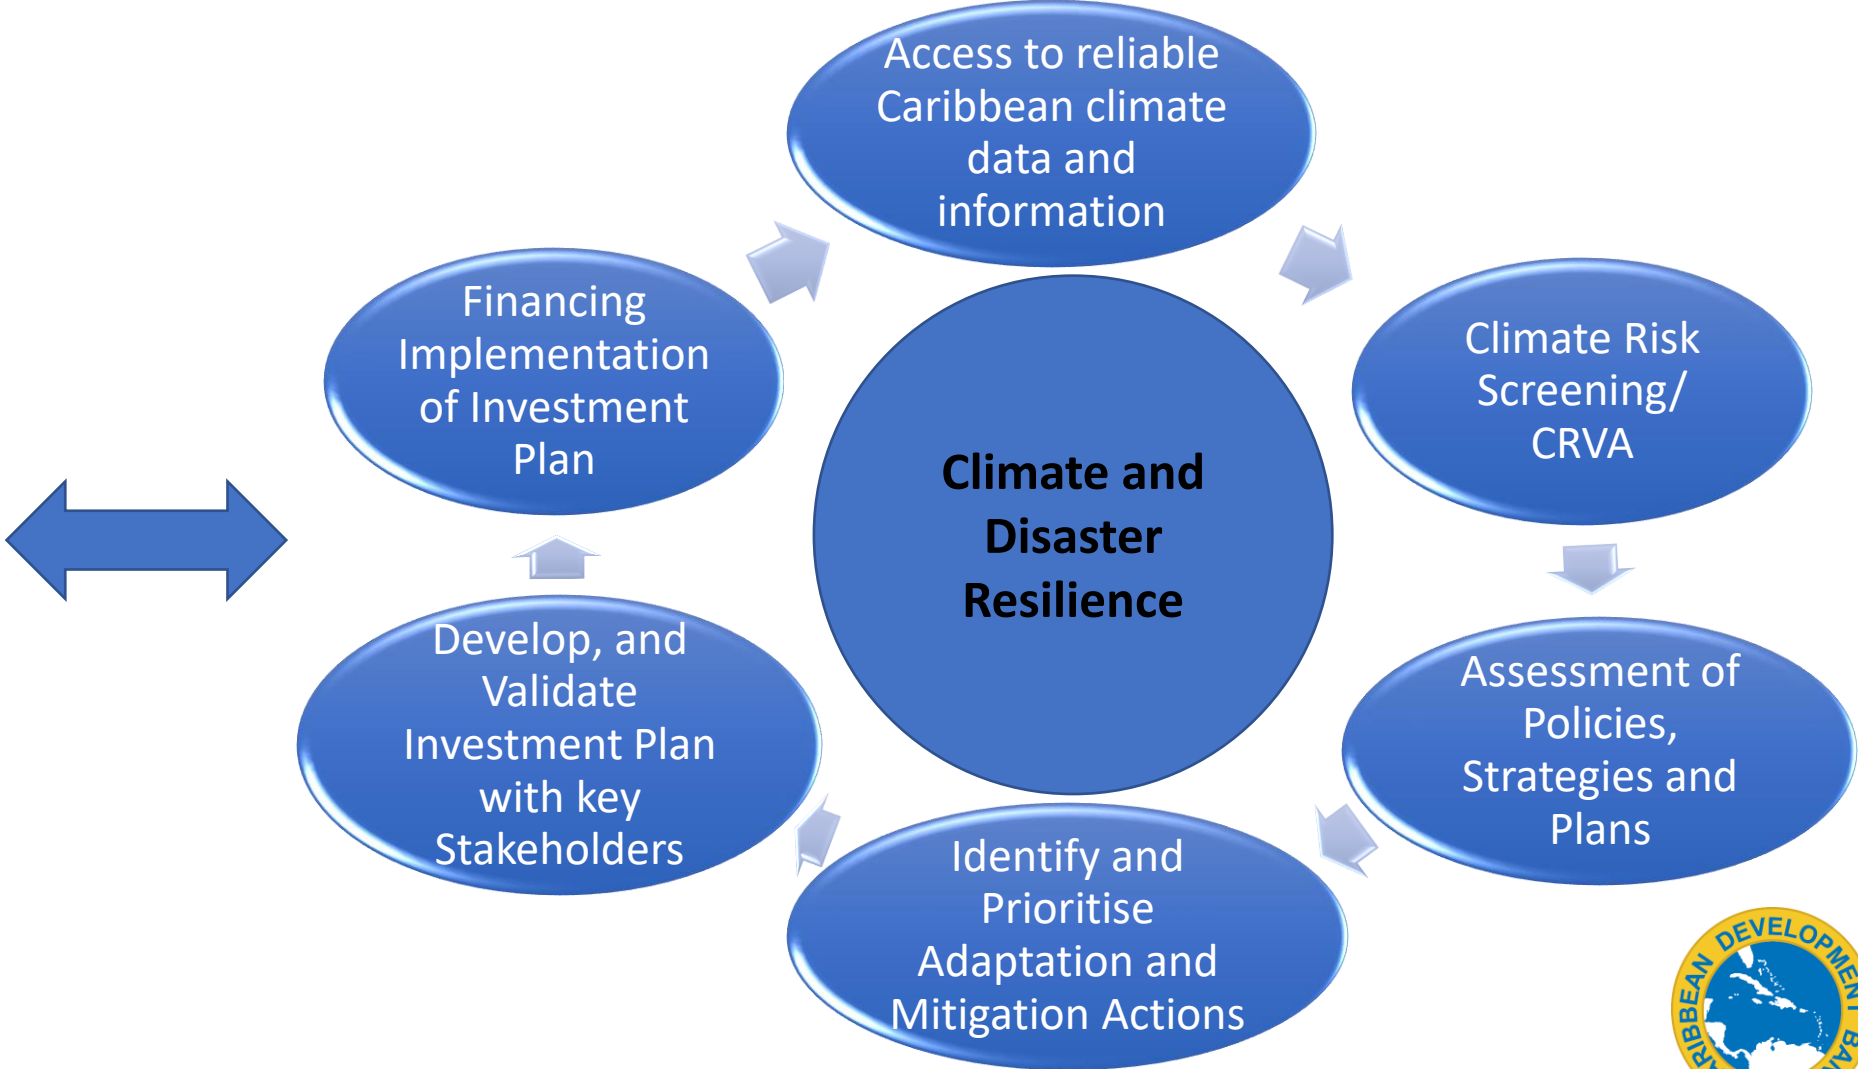 Access to reliable
Caribbean climate
data and
information
Climate Risk
Screening/
CRVA
Assessment of
Policies,
Strategies and
Plans
Identify and
Prioritise
Adaptation and
Mitigation Actions
Develop, and
Validate
Investment Plan
with key
Stakeholders
Financing
Implementation
of Investment
Plan
Climate and
Disaster
Resilience
DEVELOPMENT